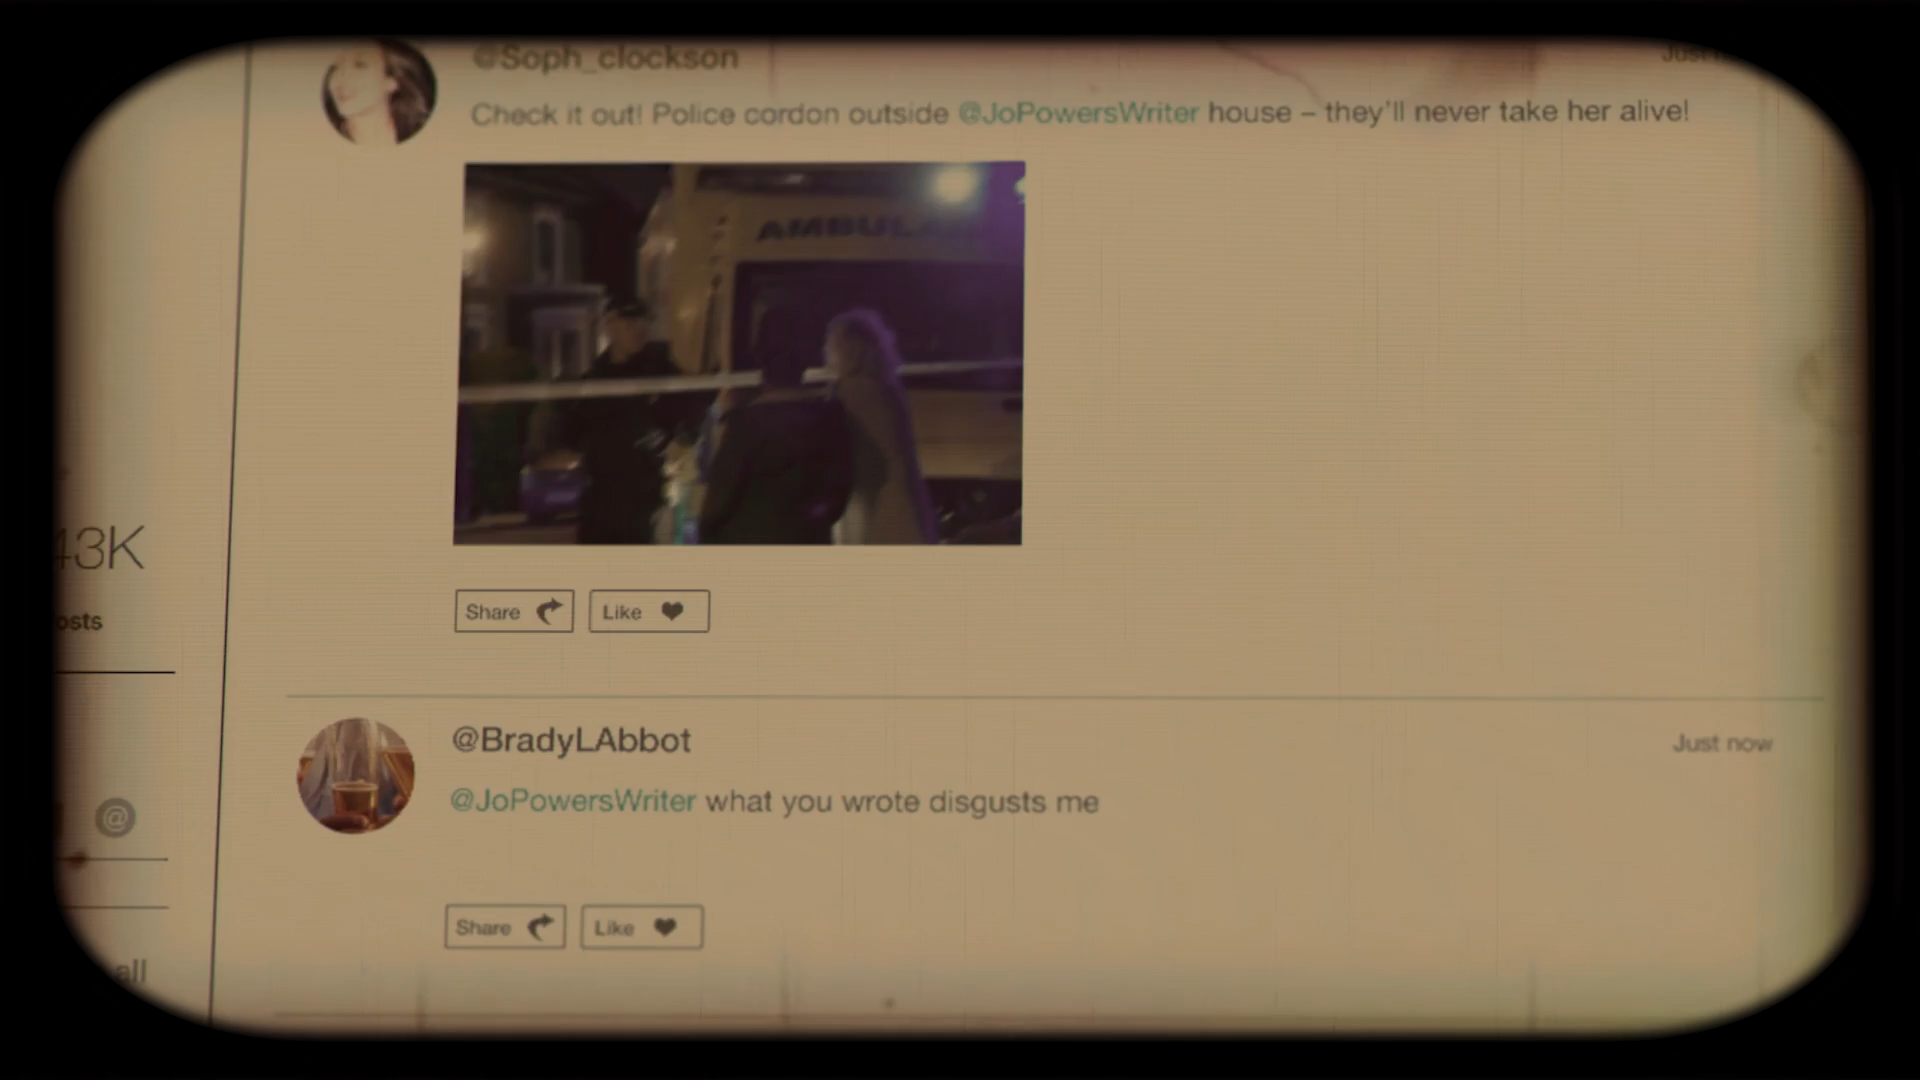 @Soph_clockson
Check it out! Police cordon outside @JoPowersWriter house – they'll never take her alive!
AMBULA
Share
Like
43K
osts
@BradyLAbbot
Just now
@JoPowersWriter what you wrote disgusts me
@
Share
Like
all